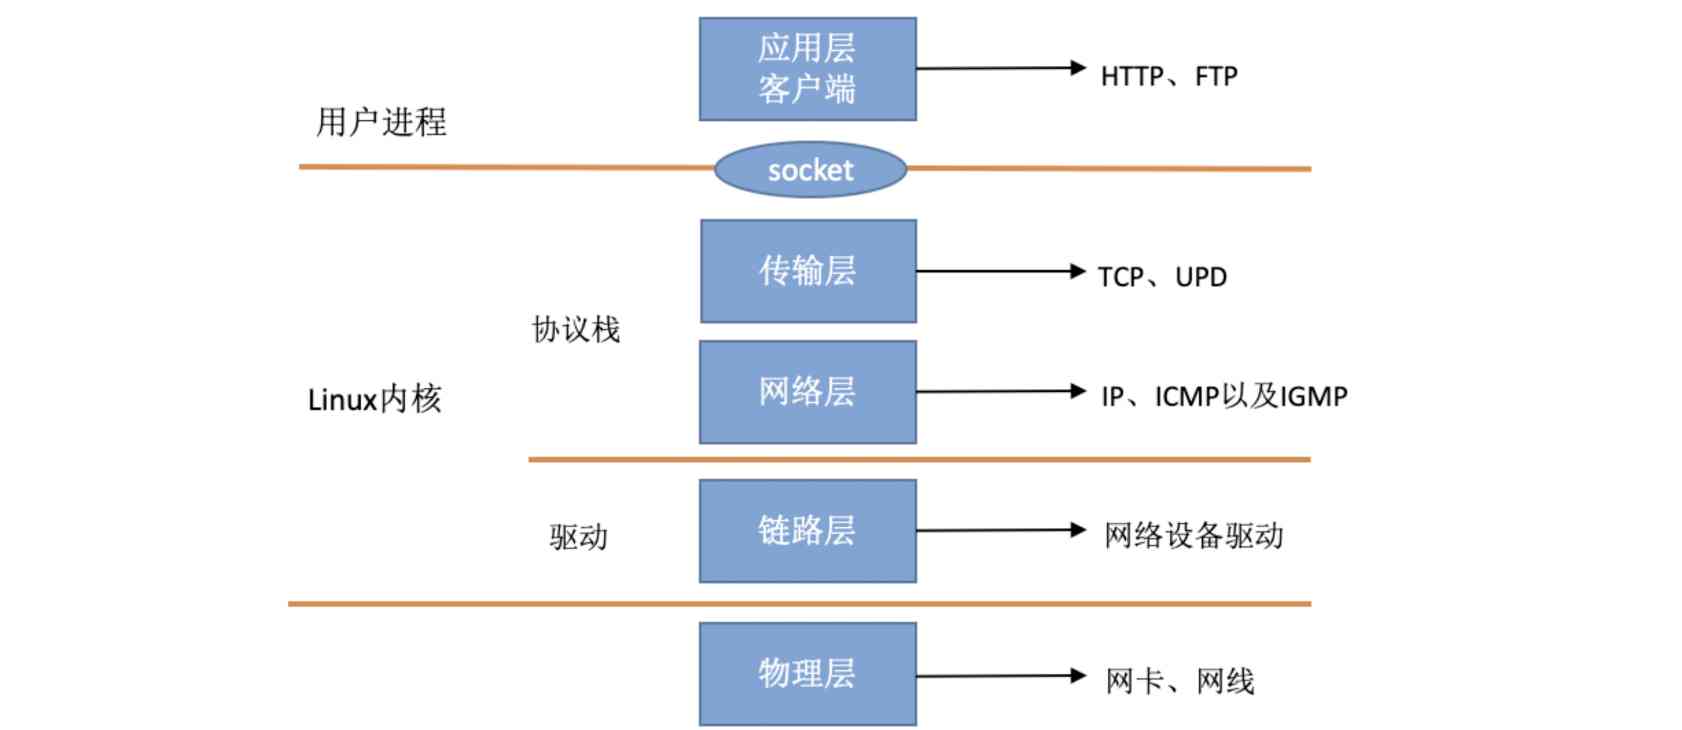 应用层
客户端
HTTP、FTP
用户进程
socket
传输层
TCP、UPD
协议栈
网络层
Linux内核
IP、ICMP以及IGMP
链路层
驱动
网络设备驱动
物理层
网卡、网线